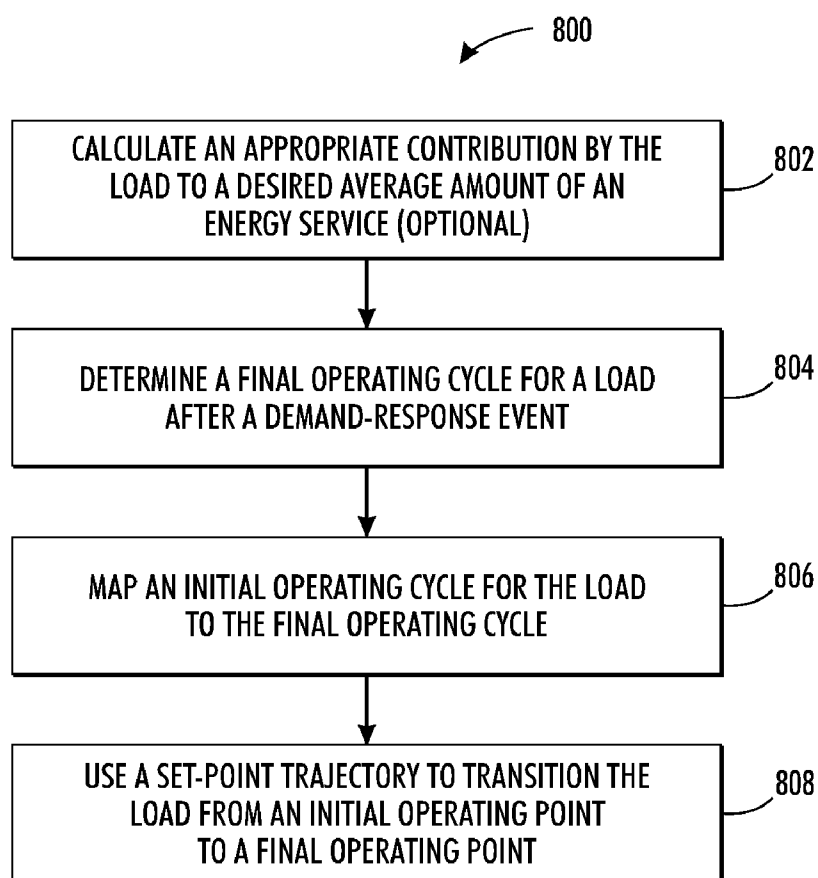 800
CALCULATE AN APPROPRIATE CONTRIBUTION BY THE
LOAD TO A DESIRED AVERAGE AMOUNT OF AN
ENERGY SERVICE (OPTIONAL)
802
DETERMINE A FINAL OPERATING CYCLE FOR A LOAD
AFTER A DEMAND-RESPONSE EVENT
804
MAP AN INITIAL OPERATING CYCLE FOR THE LOAD
TO THE FINAL OPERATING CYCLE
806
USE A SET-POINT TRAJECTORY TO TRANSITION THE
LOAD FROM AN INITIAL OPERATING POINT
TO A FINAL OPERATING POINT
808